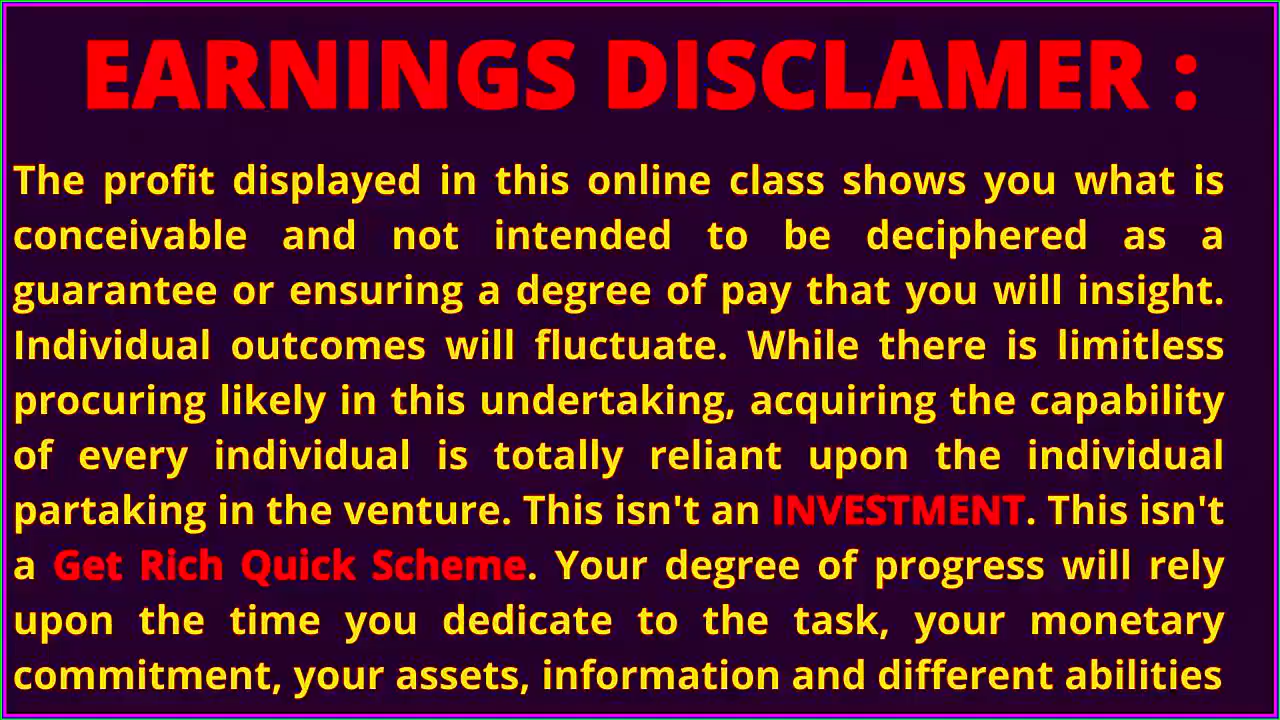 EARNINGS DISCLAMER :
The profit displayed in this online class shows you what is
conceivable and not intended to be deciphered as a
guarantee or ensuring a degree of pay that you will insight.
Individual outcomes will fluctuate. While there is limitless
procuring likely in this undertaking, acquiring the capability
of every individual is totally reliant upon the individual
partaking in the venture. This isn't an INVESTMENT. This isn't
a Get Rich Quick Scheme. Your degree of progress will rely
upon the time you dedicate to the task, your monetary
commitment, your assets, information and different abilities